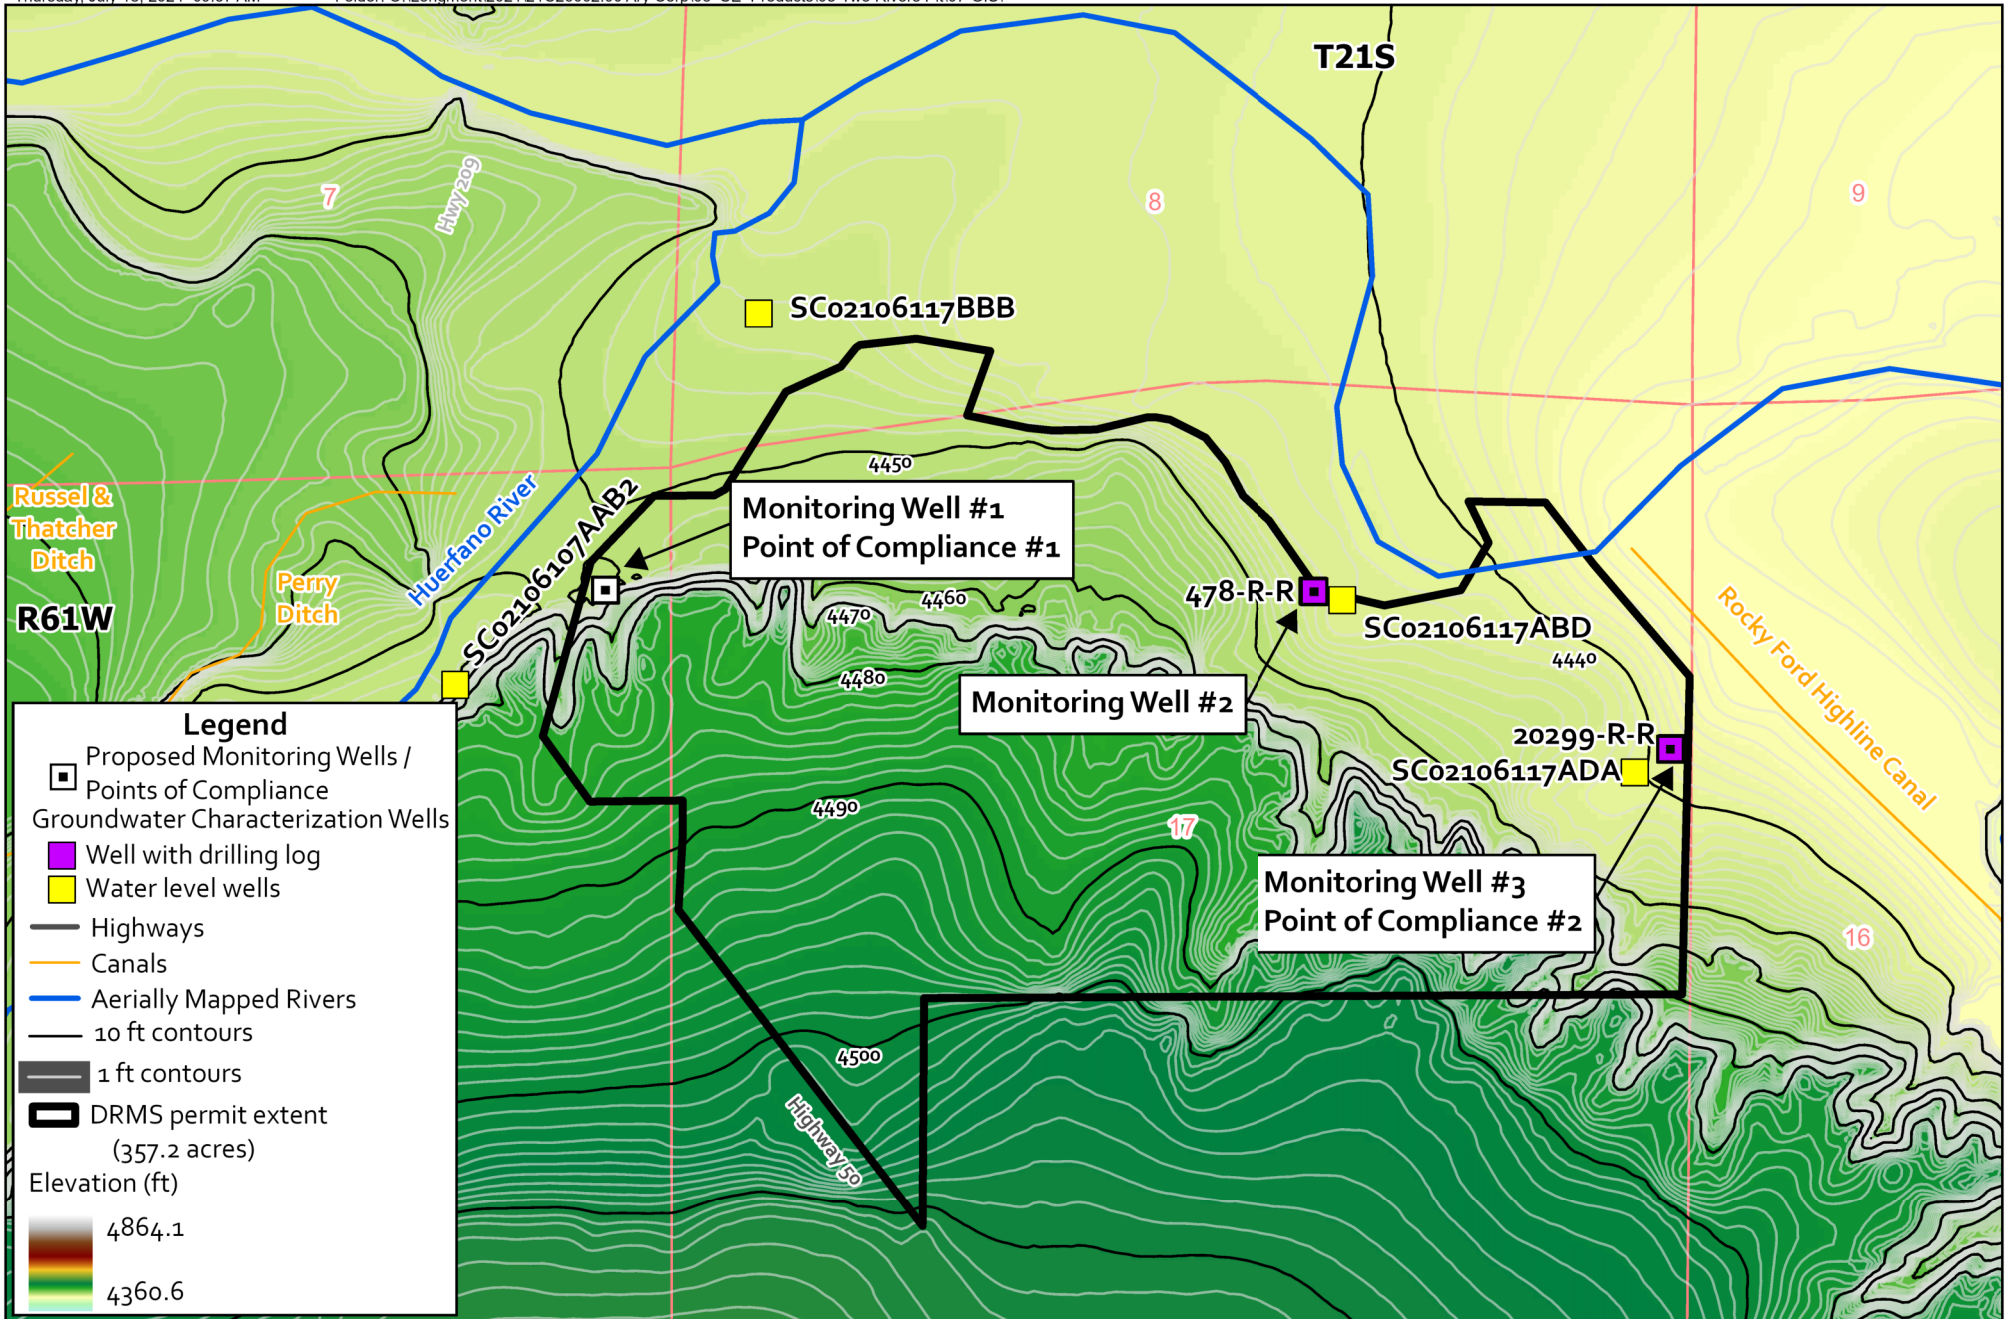 T21S
7
Hwy 209
8
9
SC02106117BBB
4450
Russel &
Thatcher
Ditch
Huerfano River
SC02106107AAB2
Monitoring Well #1
Point of Compliance #1
Perry
Ditch
R61W
4460
4470
4480
478-R-R
SC02106117ABD
4440
Rocky Ford Highline Canal
Monitoring Well #2
20299-R-R
SC02106117ADA
4490
17
Monitoring Well #3
Point of Compliance #2
16
4500
Highway 50
Legend
Proposed Monitoring Wells /
Points of Compliance
Groundwater Characterization Wells
Well with drilling log
Water level wells
Highways
Canals
Aerially Mapped Rivers
10 ft contours
1 ft contours
DRMS permit extent
(357.2 acres)
Elevation (ft)
4864.1
4360.6